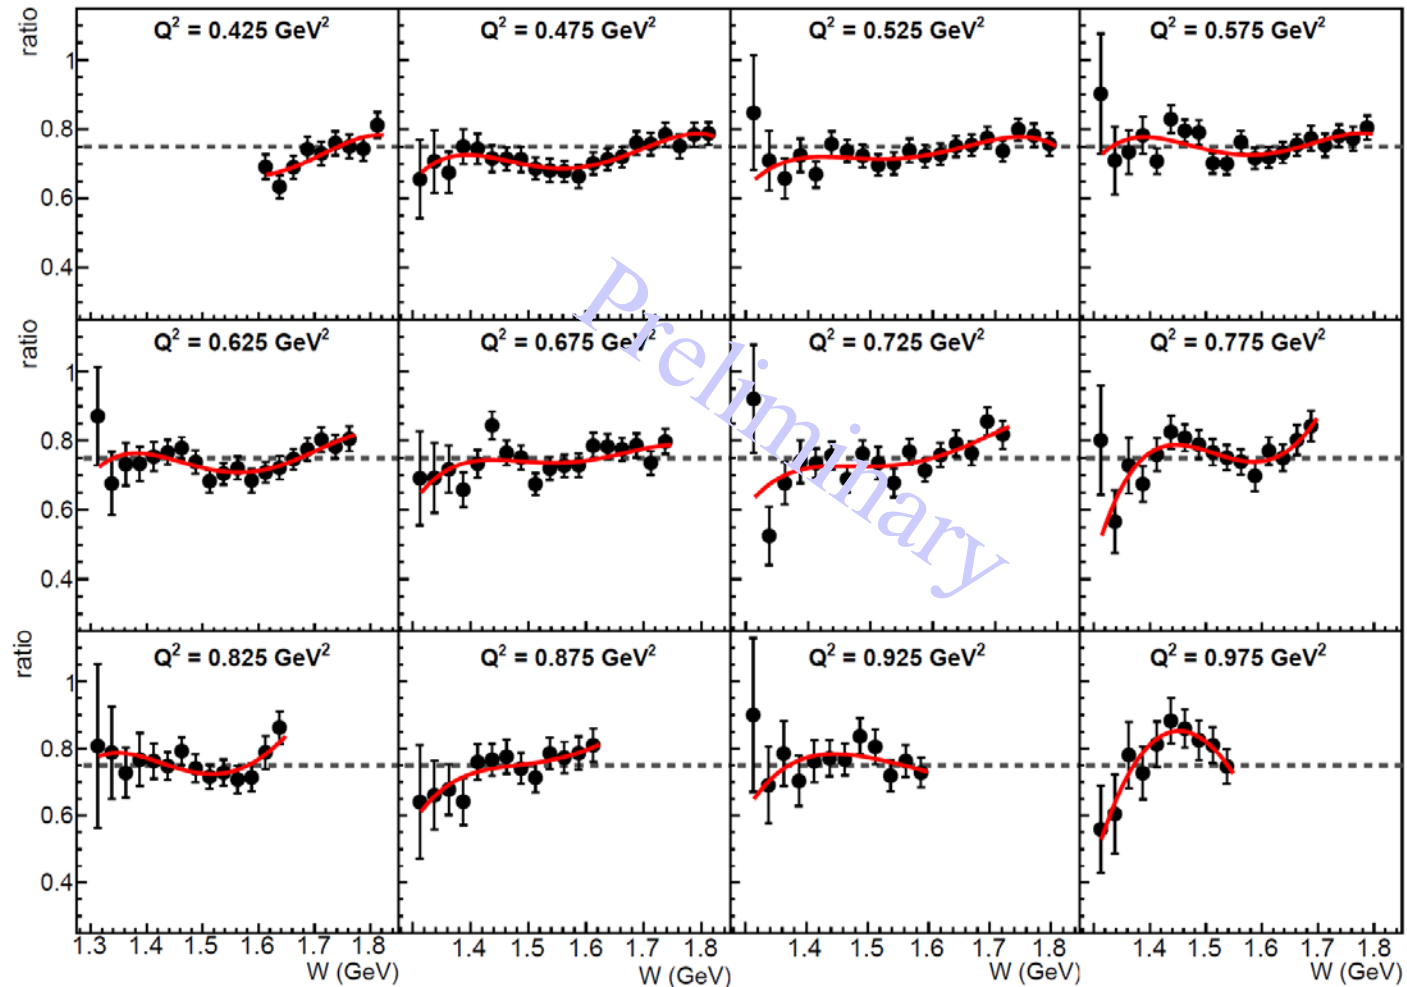 ratio
Q² = 0.425 GeV²
Q² = 0.475 GeV²
Q² = 0.525 GeV²
Q² = 0.575 GeV²
1
0.8
0.6
0.4
ratio
Q² = 0.625 GeV²
Q² = 0.675 GeV²
Q² = 0.725 GeV²
Q² = 0.775 GeV²
1
0.8
0.6
0.4
Preliminary
ratio
Q² = 0.825 GeV²
Q² = 0.875 GeV²
Q² = 0.925 GeV²
Q² = 0.975 GeV²
1
0.8
0.6
0.4
1.3 1.4 1.5 1.6 1.7 1.8
1.4 1.5 1.6 1.7 1.8
1.4 1.5 1.6 1.7 1.8
1.4 1.5 1.6 1.7 1.8
W (GeV)
W (GeV)
W (GeV)
W (GeV)